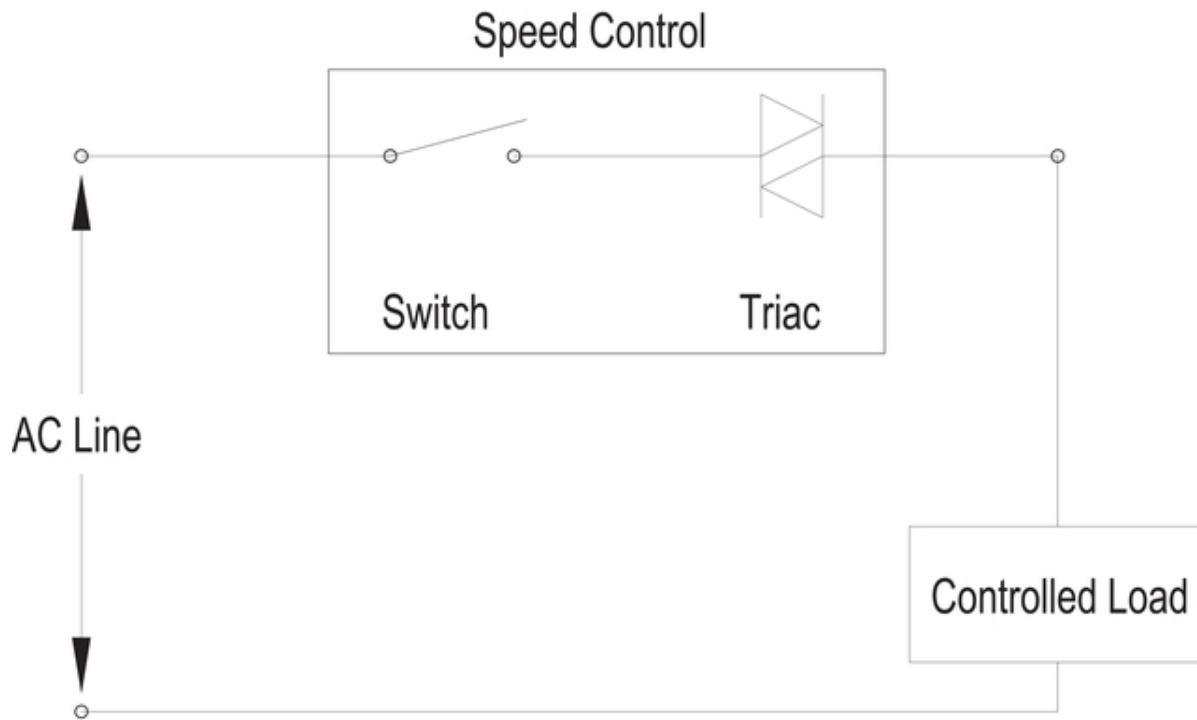 Speed Control
Switch
Triac
AC Line
Controlled Load